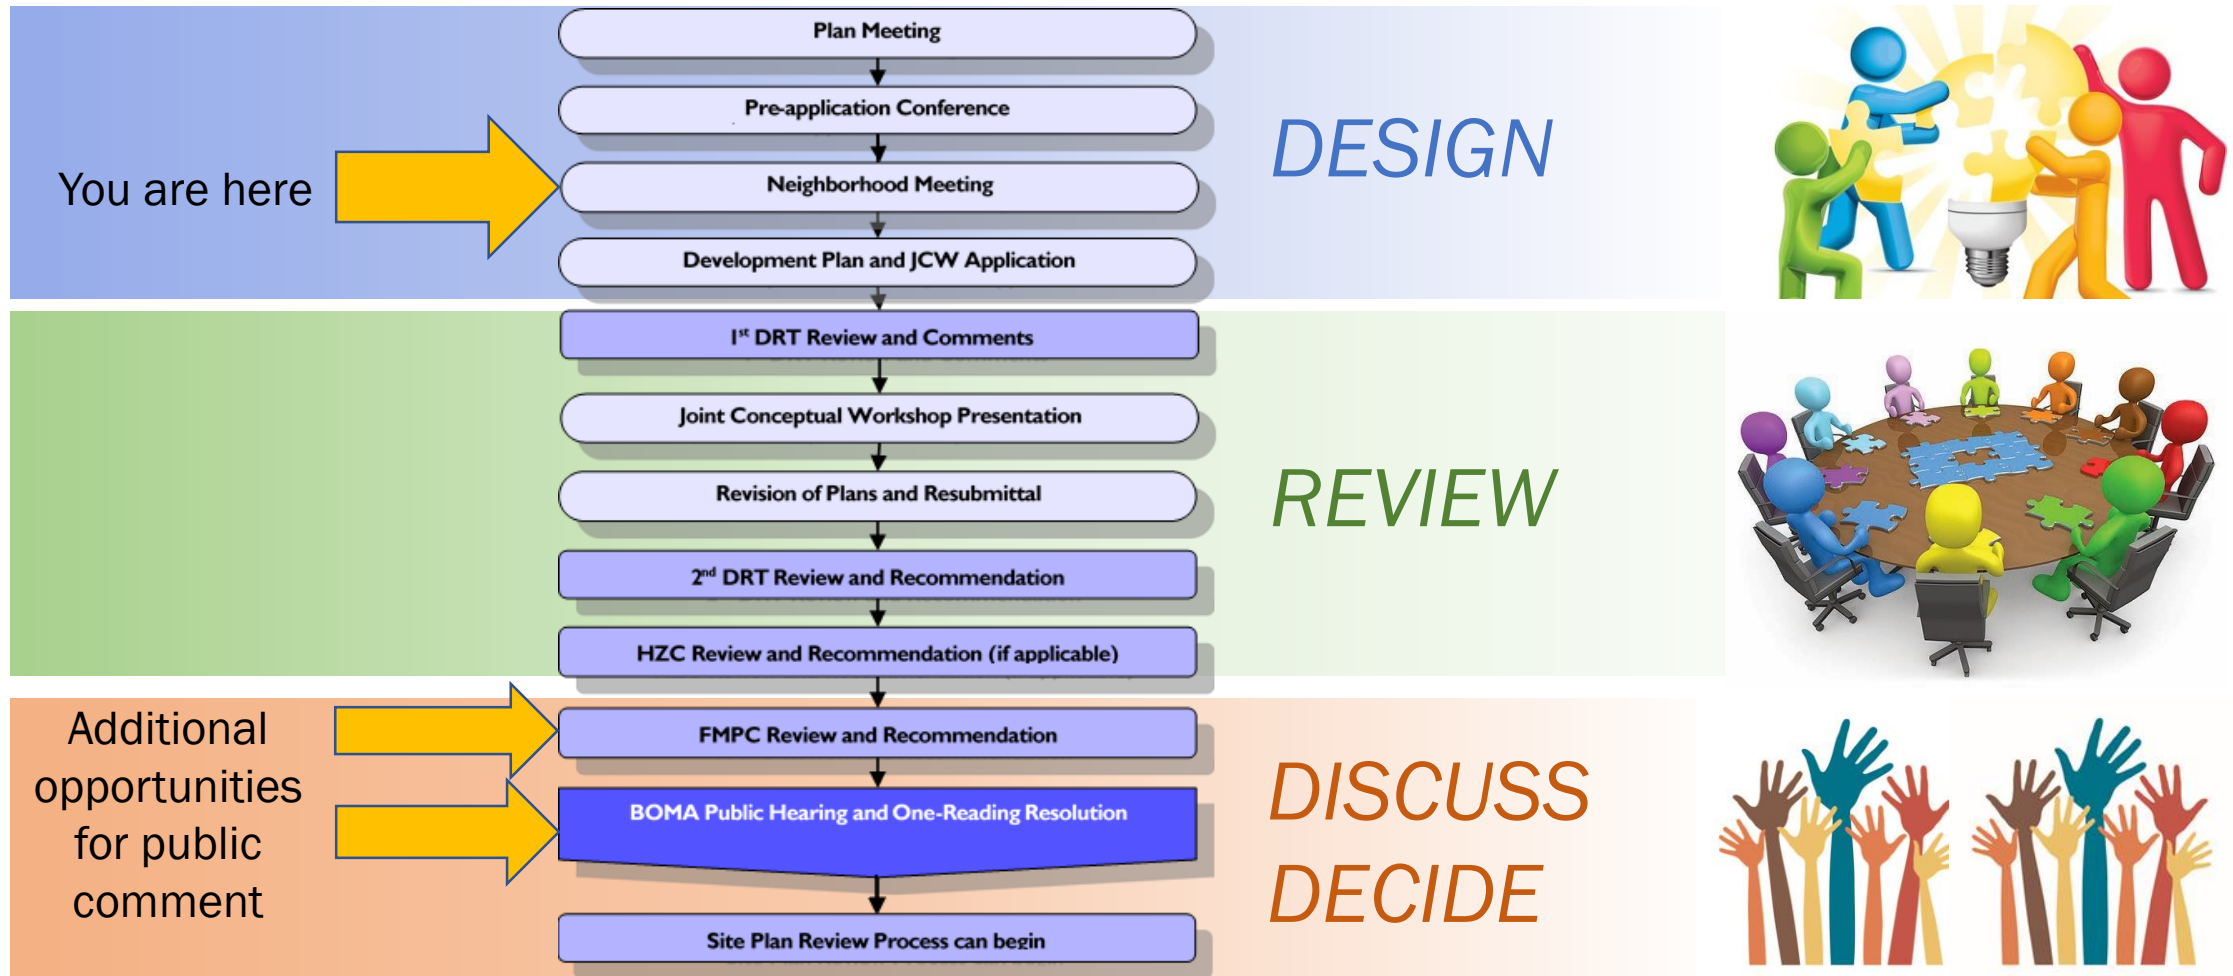 Plan Meeting
Pre-application Conference
You are here
Neighborhood Meeting
Development Plan and JCW Application
DESIGN
1st DRT Review and Comments
Joint Conceptual Workshop Presentation
Revision of Plans and Resubmittal
2nd DRT Review and Recommendation
HZC Review and Recommendation (if applicable)
REVIEW
Additional
opportunities
for public
comment
FMPC Review and Recommendation
BOMA Public Hearing and One-Reading Resolution
Site Plan Review Process can begin
DISCUSS
DECIDE